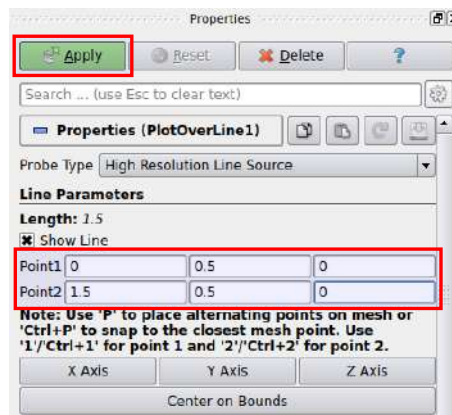 Properties
Apply Reset Delete ?
Search ... (use Esc to clear text)
Properties (PlotOverLine1)
Probe Type High Resolution Line Source
Line Parameters
Length: 1.5
Show Line
Point1 0 0.5 0
Point2 1.5 0.5 0
Note: Use 'P' to place alternating points on mesh or
'Ctrl+P' to snap to the closest mesh point. Use
'1'/'Ctrl+1' for point 1 and '2'/'Ctrl+2' for point 2.
X Axis Y Axis Z Axis
Center on Bounds